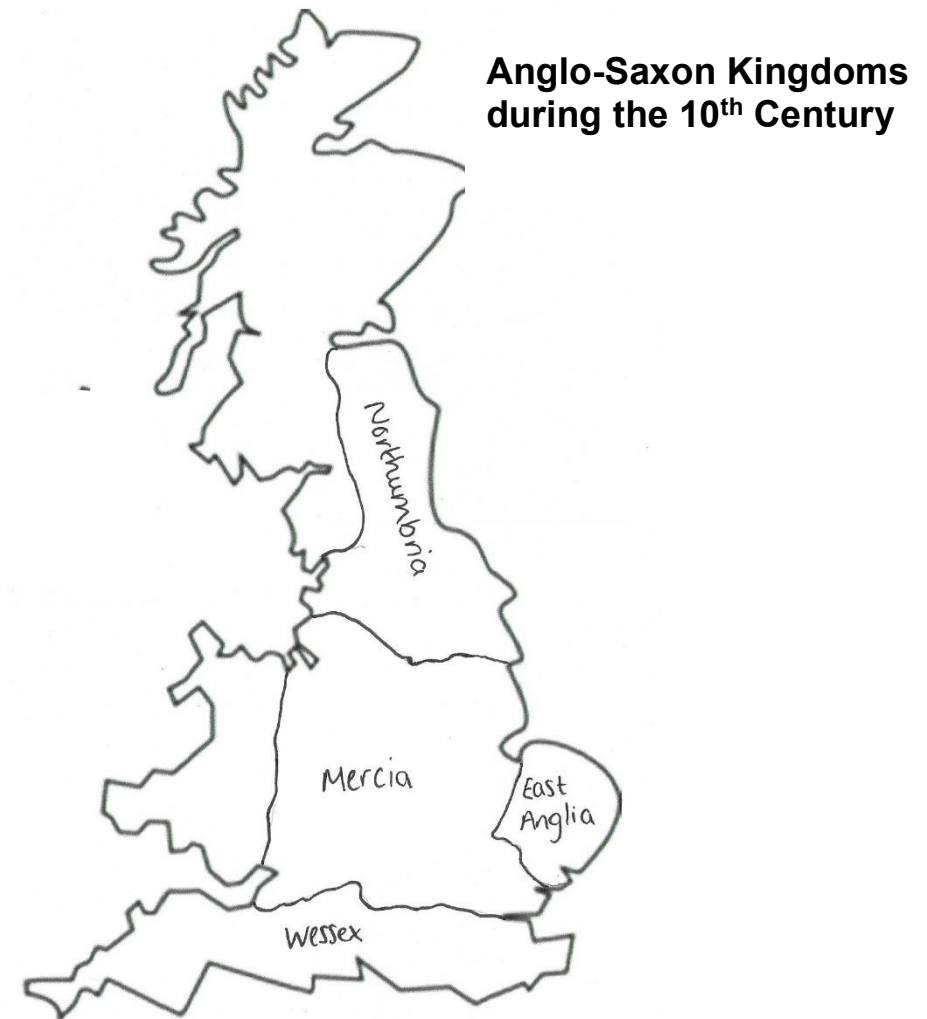 Anglo-Saxon Kingdoms
during the 10th Century
Northumbria
Mercia
East
Anglia
Wessex